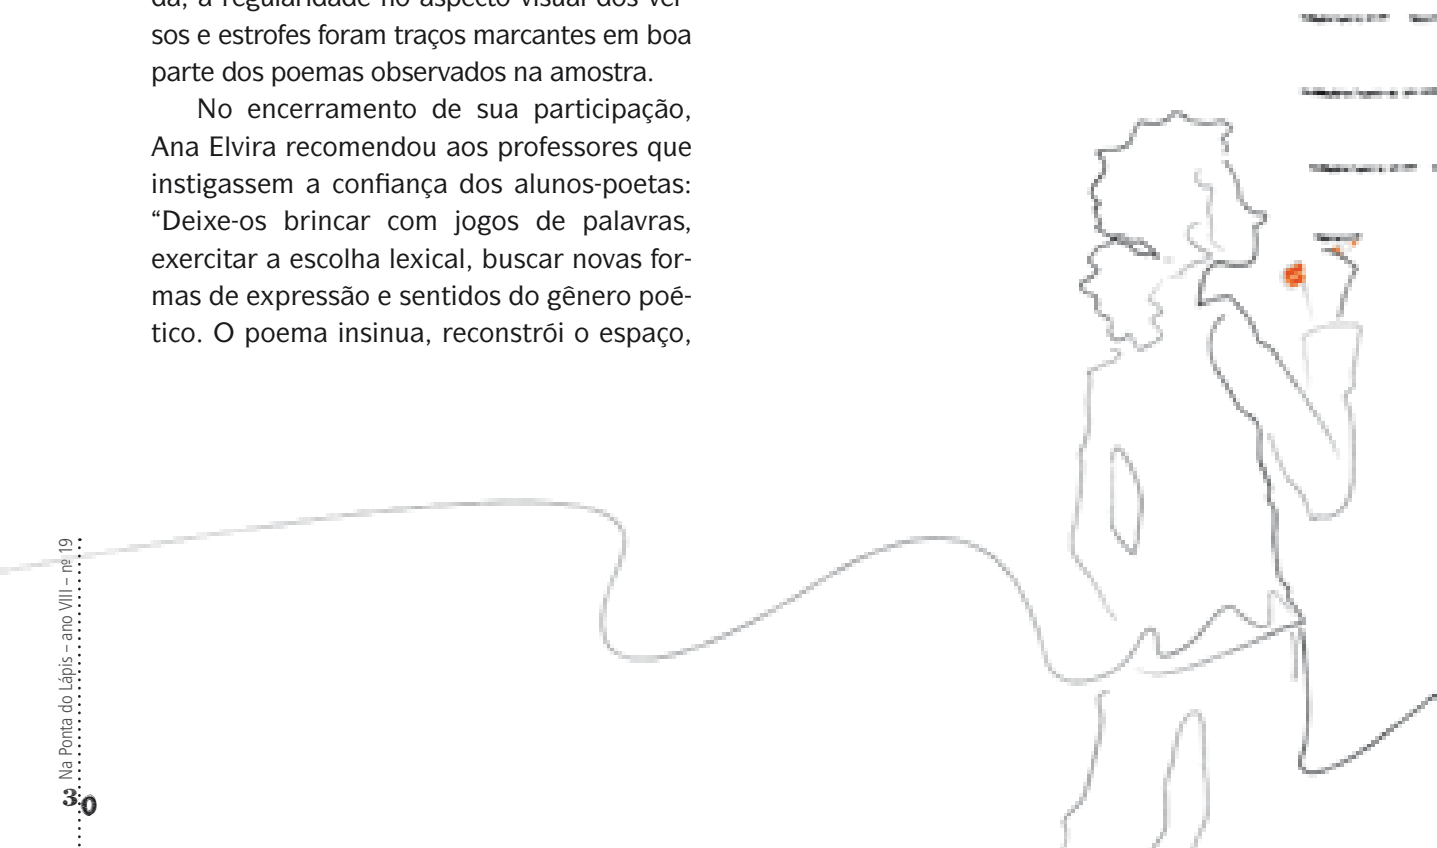 da, a regularidade no aspecto visual dos ver-
sos e estrofes foram traços marcantes em boa
parte dos poemas observados na amostra.
No encerramento de sua participação,
Ana Elvira recomendou aos professores que
instigassem a confiança dos alunos-poetas:
“Deixe-os brincar com jogos de palavras,
exercitar a escolha lexical, buscar novas for-
mas de expressão e sentidos do gênero poé-
tico. O poema insinua, reconstrói o espaço,
Na Ponta do Lápis – ano VIII – nº 19
30